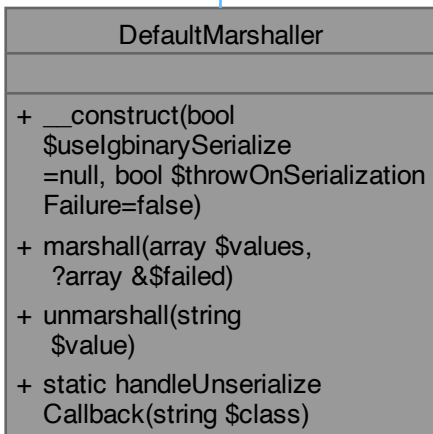 DefaultMarshaller
+ __construct(bool
$useIgbinarySerialize
=null, bool $throwOnSerialization
Failure=false)
+ marshall(array $values,
?array &$failed)
+ unmarshall(string
$value)
+ static handleUnserialize
Callback(string $class)